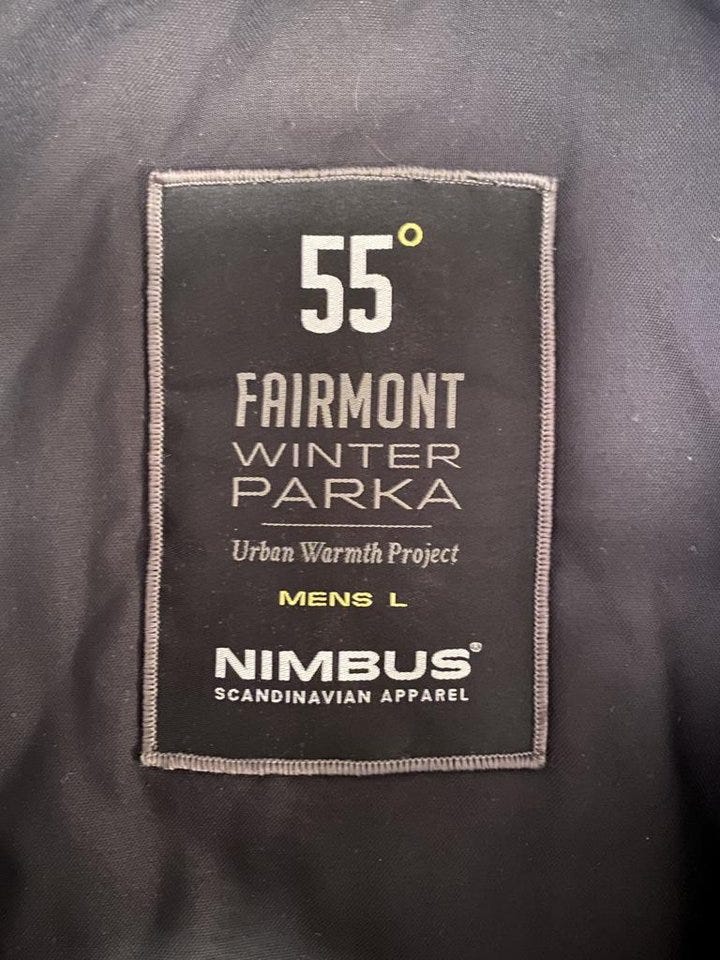 55°
FAIRMONT
WINTER
PARKA
Urban Warmth Project
MENS L
NIMBUS®
SCANDINAVIAN APPAREL